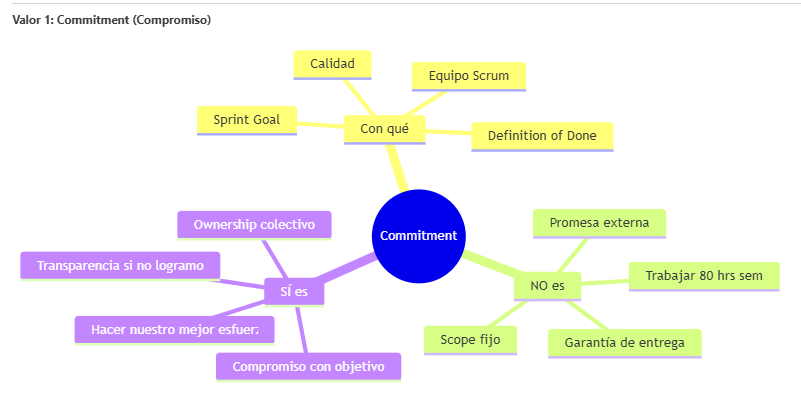 Valor 1: Commitment (Compromiso)
Calidad
Equipo Scrum
Sprint Goal
Con qué
Definition of Done
Commitment
Ownership colectivo
Transparencia si no logramo
SÍ es
Hacer nuestro mejor esfuer
Compromiso con objetivo
Promesa externa
Trabajar 80 hrs sem
NO es
Scope fijo
Garantía de entrega